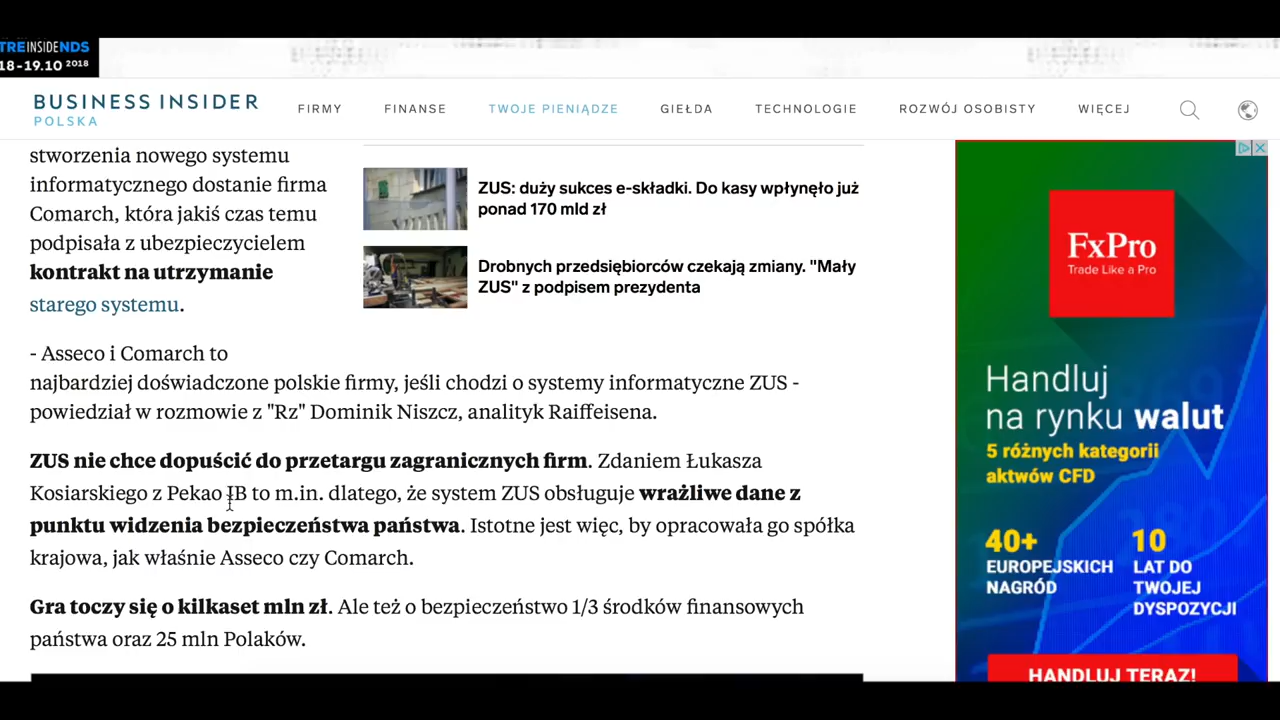 TREINSIDENDS
18-19.10 2018
BUSINESS INSIDER
POLSKA
FIRMY
FINANSE
TWOJE PIENIĄDZE
GIEŁDA
TECHNOLOGIE
ROZWÓJ OSOBISTY
WIĘCEJ
stworzenia nowego systemu
informatycznego dostanie firma
Comarch, która jakiś czas temu
podpisała z ubezpieczycielem
kontrakt na utrzymanie
starego systemu.
ZUS: duży sukces e-składki. Do kasy wpłynęło już
ponad 170 mld zł
Drobnych przedsiębiorców czekają zmiany. "Mały
ZUS" z podpisem prezydenta
- Asseco i Comarch to
najbardziej doświadczone polskie firmy, jeśli chodzi o systemy informatyczne ZUS -
powiedział w rozmowie z "Rz" Dominik Niszcz, analityk Raiffeisena.
ZUS nie chce dopuścić do przetargu zagranicznych firm. Zdaniem Łukasza
Kosiarskiego z Pekao IB to m.in. dlatego, że system ZUS obsługuje wrażliwe dane z
punktu widzenia bezpieczeństwa państwa. Istotne jest więc, by opracowała go spółka
krajowa, jak właśnie Asseco czy Comarch.
Gra toczy się o kilkaset mln zł. Ale też o bezpieczeństwo 1/3 środków finansowych
państwa oraz 25 mln Polaków.
FxPro
Trade Like a Pro
Handluj
na rynku walut
5 różnych kategorii
aktwów CFD
40+
EUROPEJSKICH
NAGRÓD
10
LAT DO
TWOJEJ
DYSPOZYCJI
HANDLUJ TERAZ!